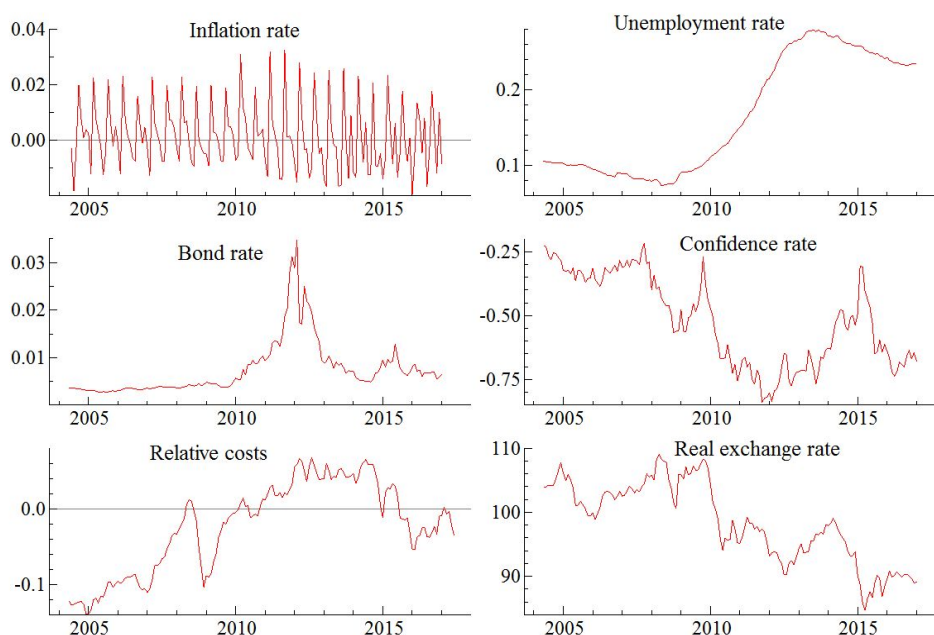 Inflation rate
0.04
0.02
0.00
2005 2010 2015
Unemployment rate
0.2
0.1
2005 2010 2015
Bond rate
0.03
0.02
0.01
2005 2010 2015
Confidence rate
-0.25
-0.50
-0.75
2005 2010 2015
Relative costs
0.0
-0.1
2005 2010 2015
Real exchange rate
110
100
90
2005 2010 2015